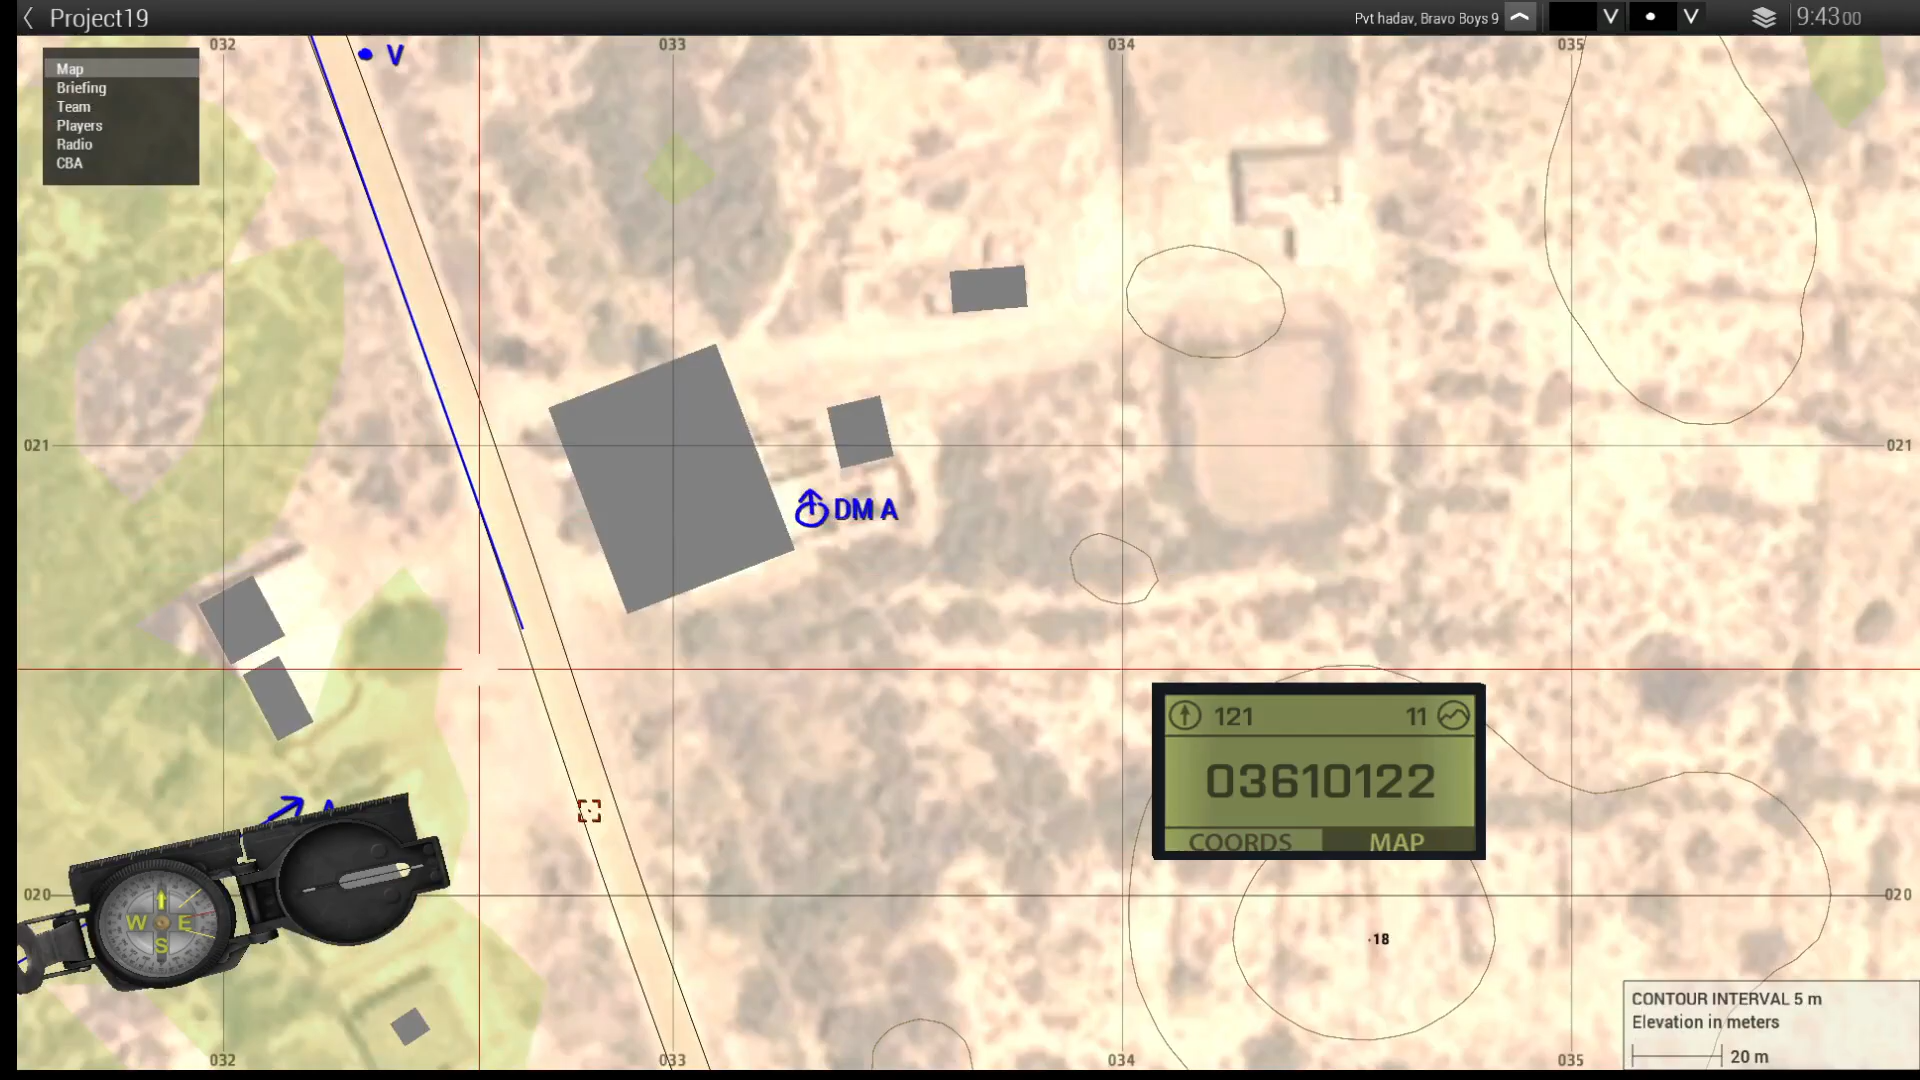 Project19
Pvt hadav, Bravo Boys 9
9:43 00
032
033
034
035
V
Map
Briefing
Team
Players
Radio
CBA
021
021
DM A
121
11
03610122
COORDS
MAP
020
020
W E
S
18
CONTOUR INTERVAL 5 m
Elevation in meters
20 m
032
033
034
035